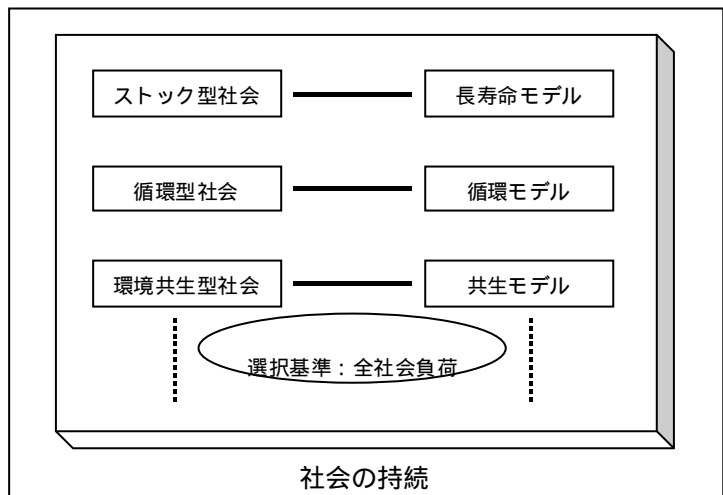 ストック型社会
長寿命モデル
循環型社会
循環モデル
環境共生型社会
共生モデル
選択基準：全社会負荷
社会の持続